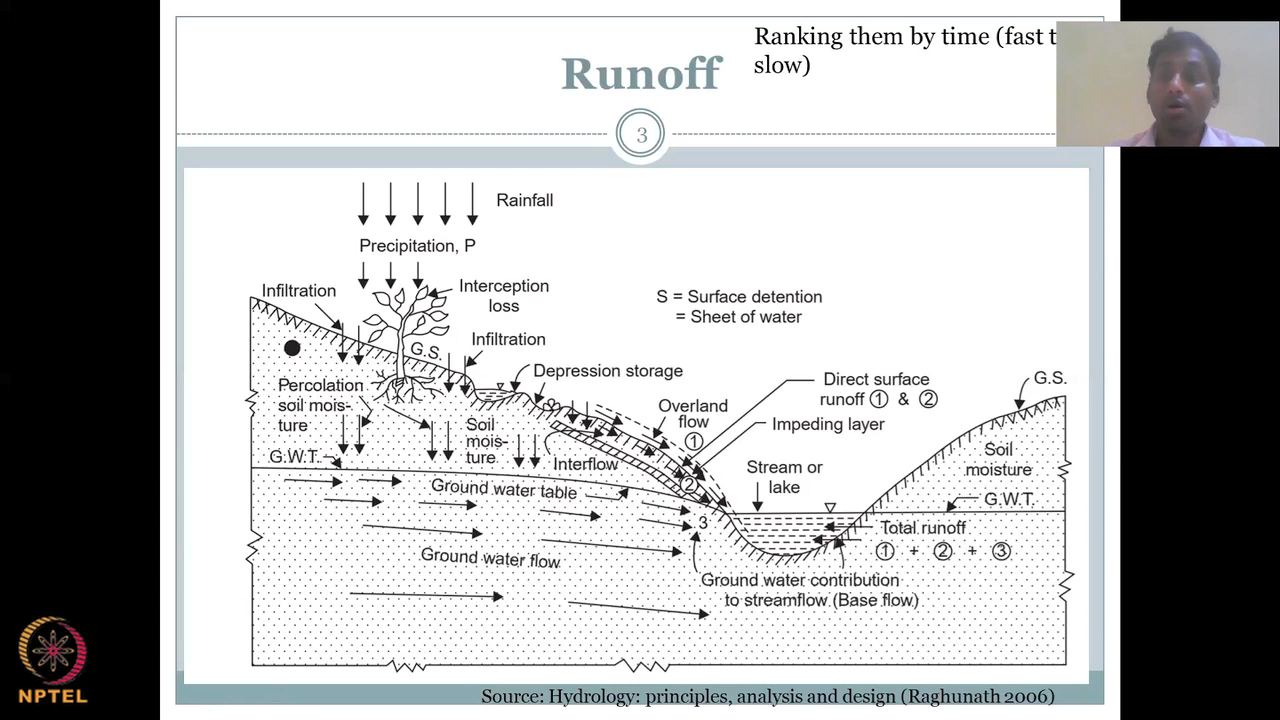 Ranking them by time (fast t
slow)
Runoff
3
Rainfall
Precipitation, P
Infiltration
Interception
loss
S = Surface detention
= Sheet of water
G.S.
Infiltration
Depression storage
Direct surface
runoff ① & ②
G.S.
Percolation
soil mois-
ture
Overland
flow
①
Impeding layer
S
Soil
mois-
ture
Soil
moisture
G.W.T.
Interflow
Stream or
lake
②
Ground water table
G.W.T.
3
Total runoff
① + ② + ③
Ground water flow
Ground water contribution
to streamflow (Base flow)
NPTEL
Source: Hydrology: principles, analysis and design (Raghunath 2006)